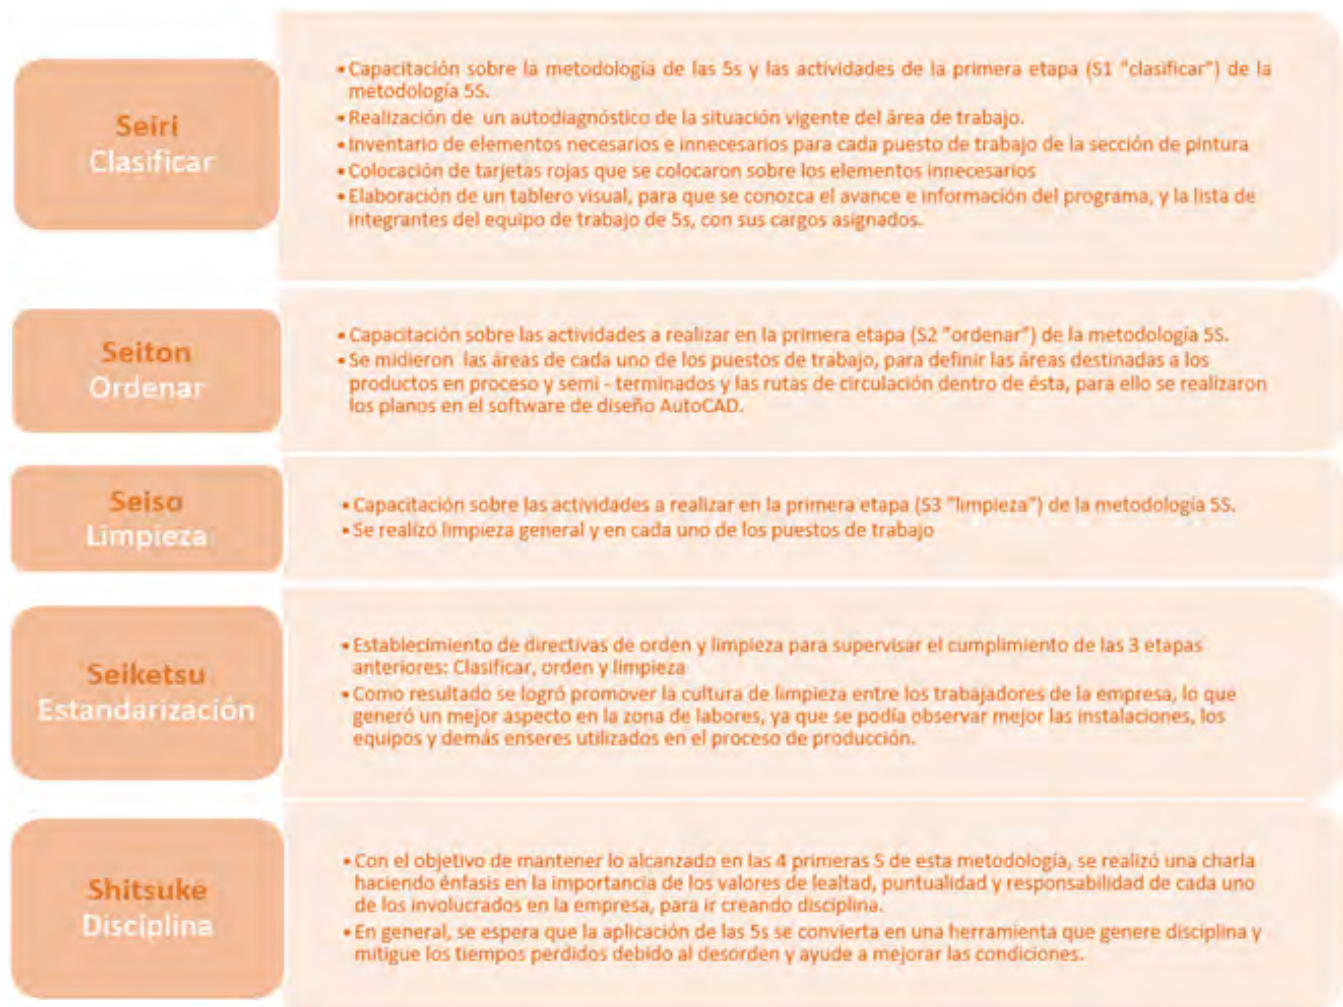 Seiri
Clasificar
• Capacitación sobre la metodología de las 5s y las actividades de la primera etapa (S1 "clasificar") de la
metodología 5S.
• Realización de un autodiagnóstico de la situación vigente del área de trabajo.
• Inventario de elementos necesarios e innecesarios para cada puesto de trabajo de la sección de pintura
• Colocación de tarjetas rojas que se colocaron sobre los elementos innecesarios
• Elaboración de un tablero visual, para que se conozca el avance e información del programa, y la lista de
integrantes del equipo de trabajo de 5s, con sus cargos asignados.
Seiton
Ordenar
• Capacitación sobre las actividades a realizar en la primera etapa (S2 "ordenar") de la metodología 5S.
• Se midieron las áreas de cada uno de los puestos de trabajo, para definir las áreas destinadas a los
productos en proceso y semi - terminados y las rutas de circulación dentro de ésta, para ello se realizaron
los planos en el software de diseño AutoCAD.
Seiso
Limpieza
• Capacitación sobre las actividades a realizar en la primera etapa (S3 "limpieza") de la metodología 5S.
• Se realizó limpieza general y en cada uno de los puestos de trabajo
Seiketsu
Estandarización
• Establecimiento de directivas de orden y limpieza para supervisar el cumplimiento de las 3 etapas
anteriores: Clasificar, orden y limpieza
• Como resultado se logró promover la cultura de limpieza entre los trabajadores de la empresa, lo que
generó un mejor aspecto en la zona de labores, ya que se podía observar mejor las instalaciones, los
equipos y demás enseres utilizados en el proceso de producción.
Shitsuke
Disciplina
• Con el objetivo de mantener lo alcanzado en las 4 primeras S de esta metodología, se realizó una charla
haciendo énfasis en la importancia de los valores de lealtad, puntualidad y responsabilidad de cada uno
de los involucrados en la empresa, para ir creando disciplina.
• En general, se espera que la aplicación de las 5s se convierta en una herramienta que genere disciplina y
mitigue los tiempos perdidos debido al desorden y ayude a mejorar las condiciones.